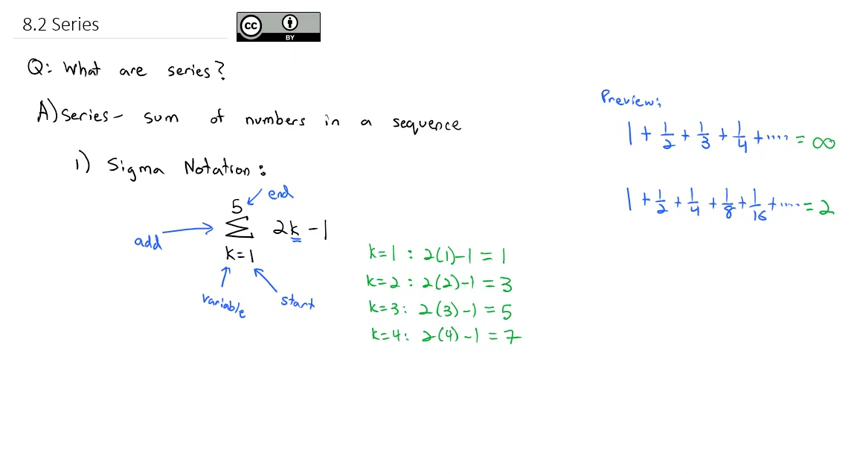 8.2 Series
CC BY
Q: What are series?
A) Series - sum of numbers in a sequence
1) Sigma Notation:
end
5
add
∑ 2k - 1
k = 1
variable
start
k=1 : 2(1)-1 = 1
k=2 : 2(2)-1 = 3
k=3: 2(3)-1 = 5
k=4: 2(4)-1 = 7
Preview:
1 + 1/2 + 1/3 + 1/4 + .... = ∞
1 + 1/2 + 1/4 + 1/8 + 1/16 + .... = 2